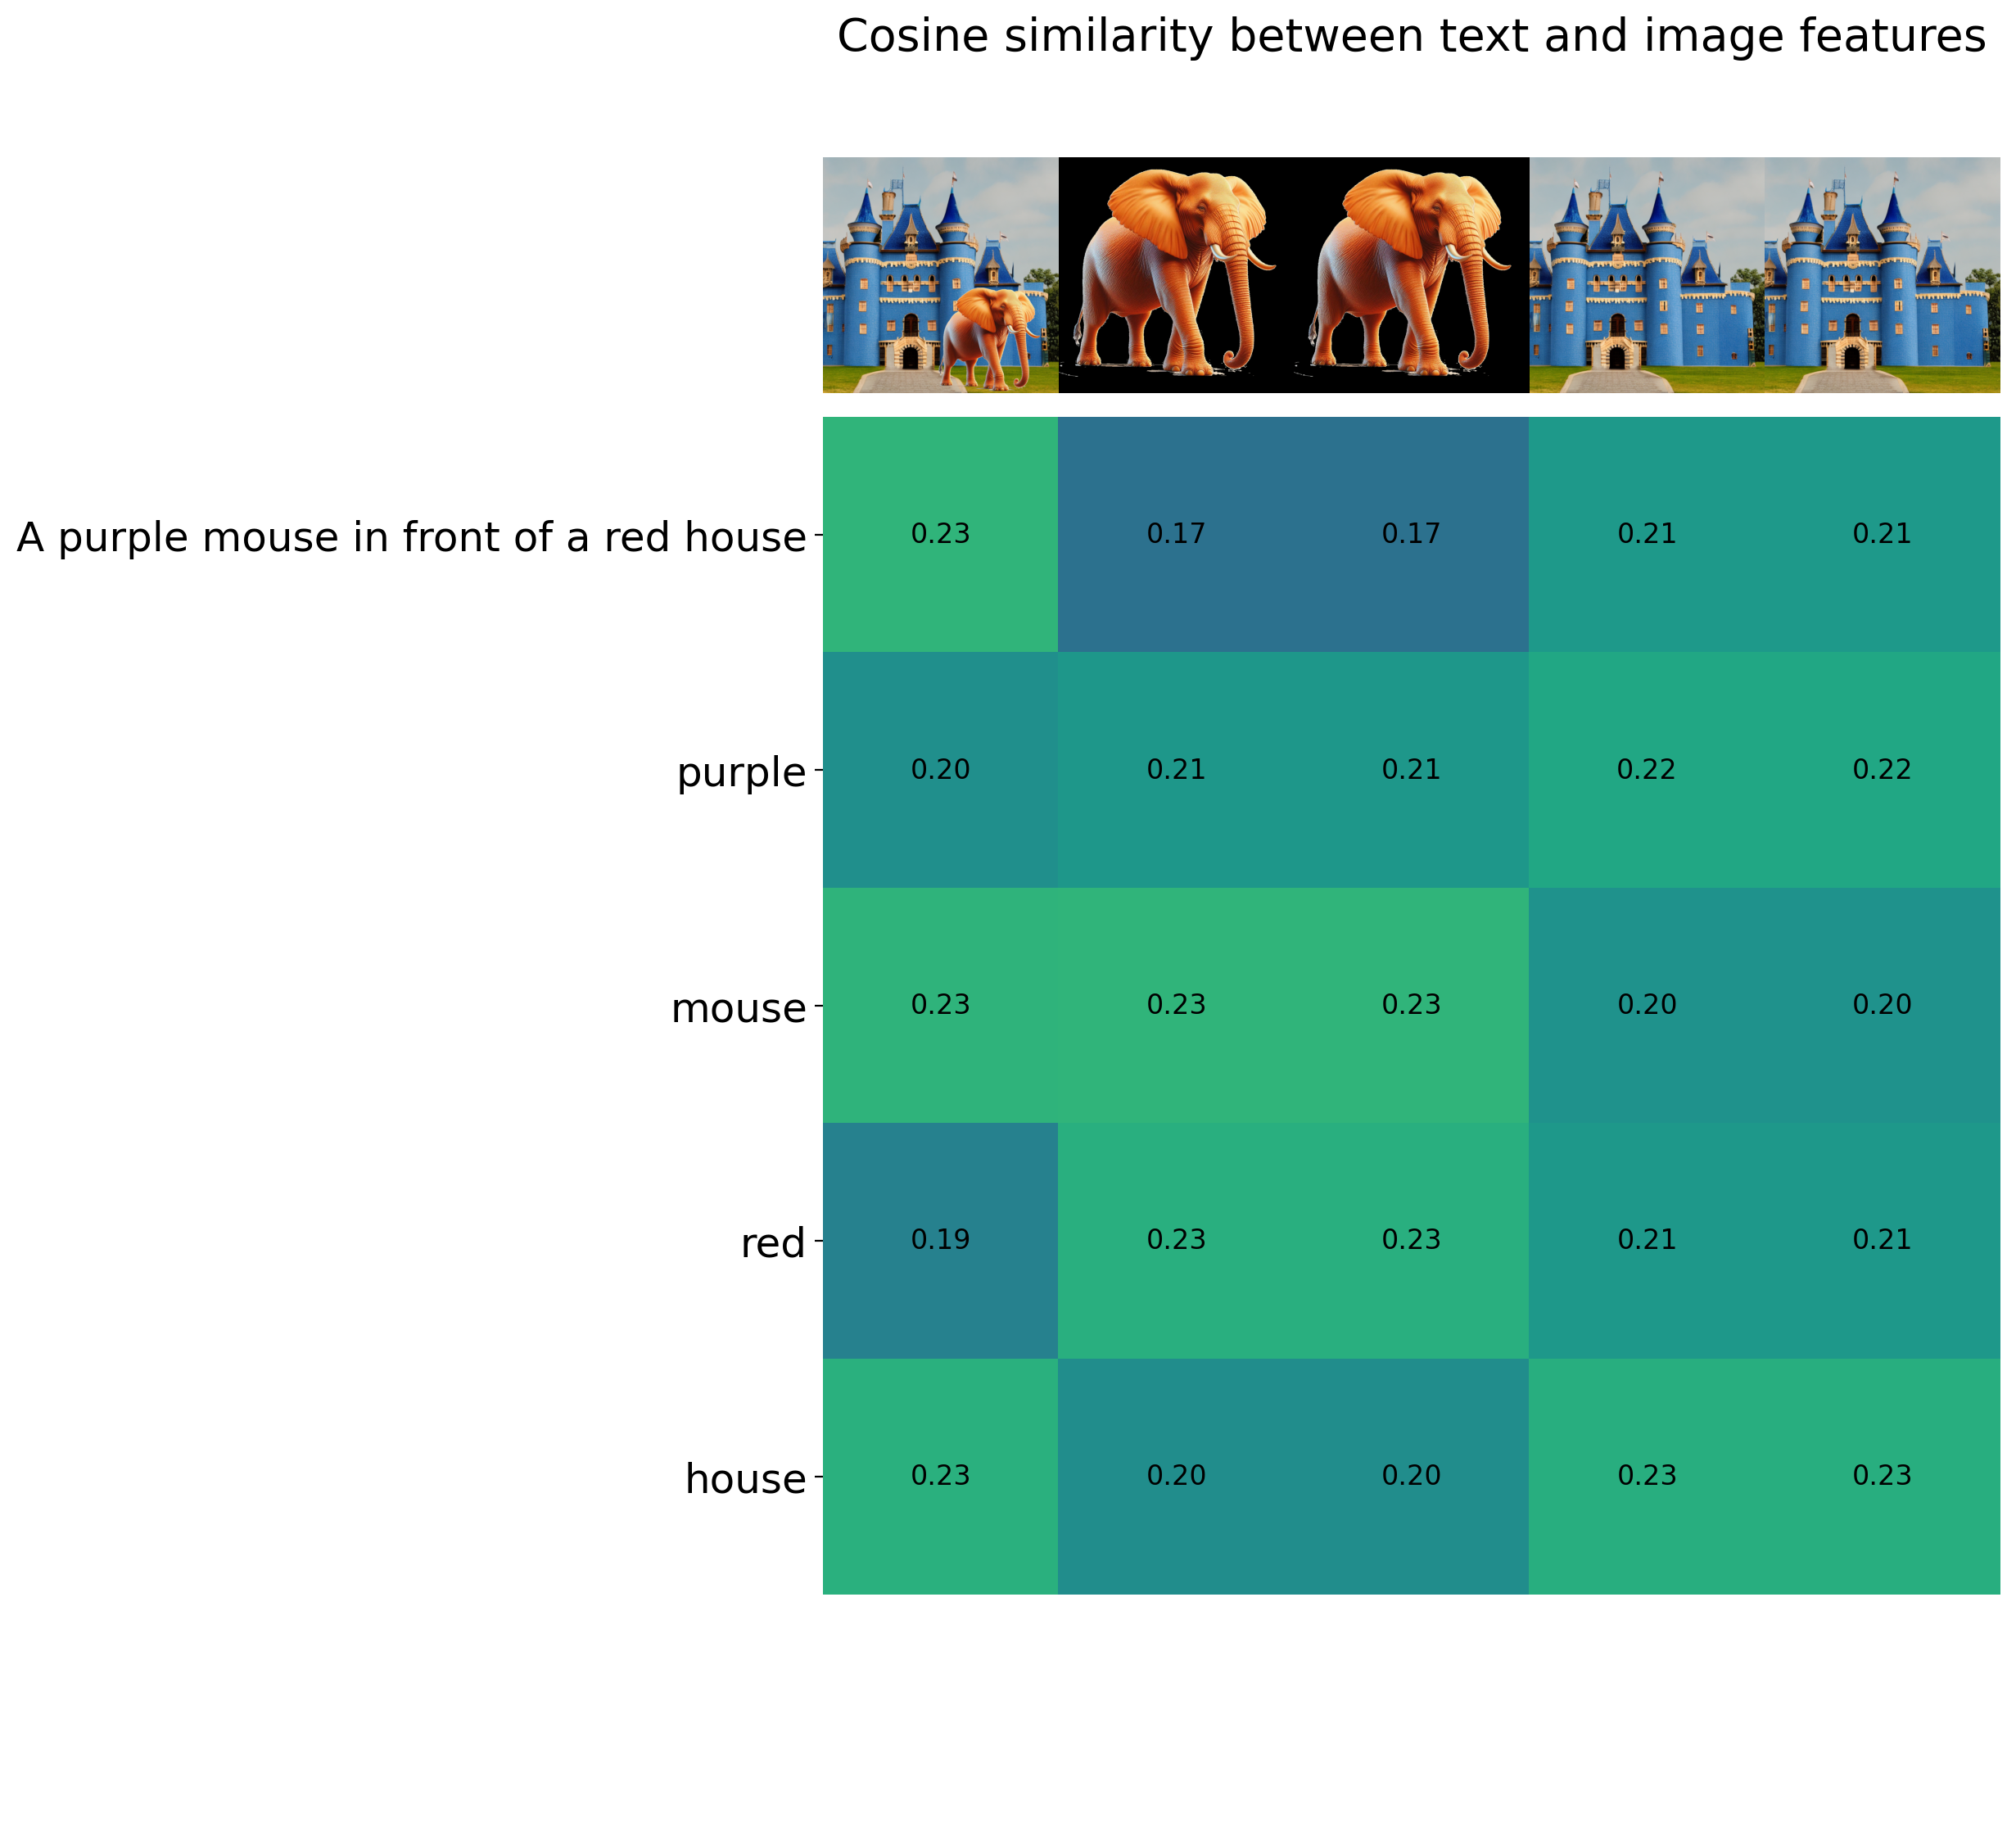 Cosine similarity between text and image features
A purple mouse in front of a red house
0.23 0.17 0.17 0.21 0.21
purple
0.20 0.21 0.21 0.22 0.22
mouse
0.23 0.23 0.23 0.20 0.20
red
0.19 0.23 0.23 0.21 0.21
house
0.23 0.20 0.20 0.23 0.23